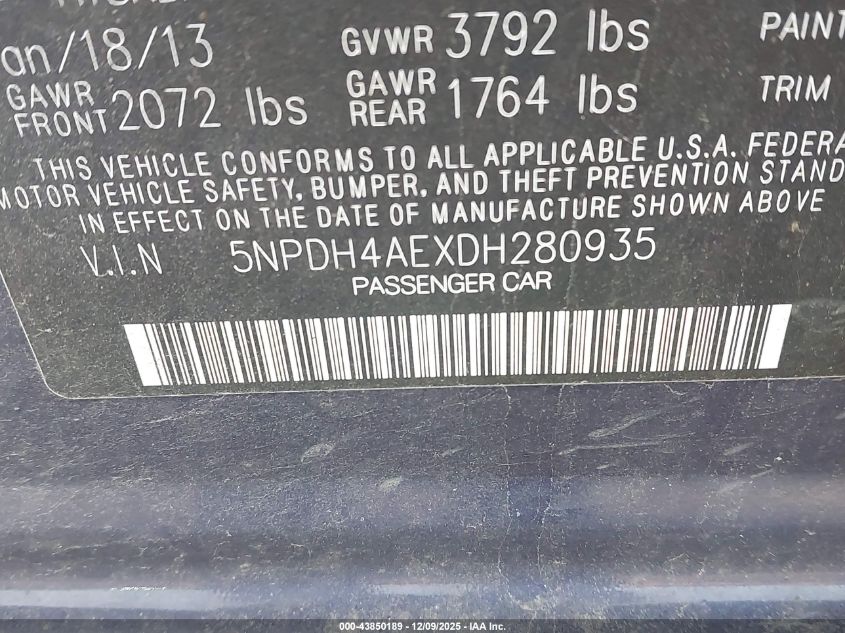 an/18/13 GVWR 3792 lbs PAINT
GAWR FRONT 2072 lbs GAWR REAR 1764 lbs TRIM
THIS VEHICLE CONFORMS TO ALL APPLICABLE U.S.A. FEDERA
MOTOR VEHICLE SAFETY, BUMPER, AND THEFT PREVENTION STAND
IN EFFECT ON THE DATE OF MANUFACTURE SHOWN ABOVE
V.I.N 5NPDH4AEXDH280935
PASSENGER CAR
000-43850189 - 12/09/2025 - IAA Inc.